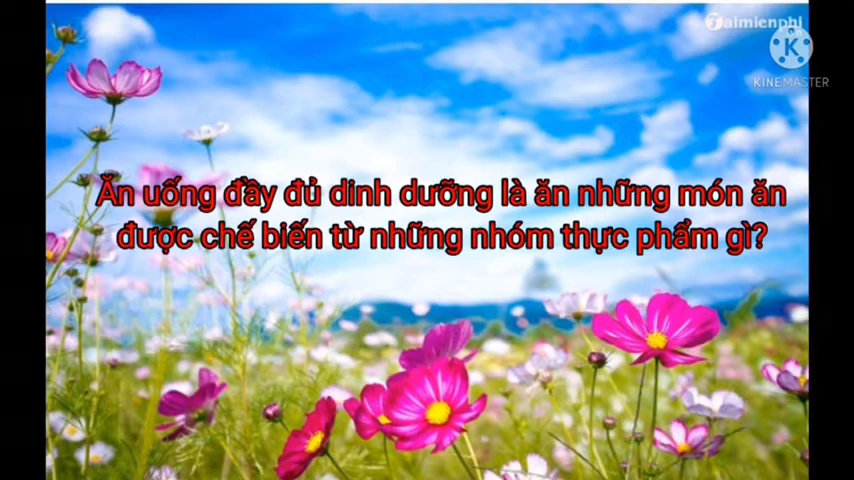 Taimienphi
KINEMASTER
Ăn uống đầy đủ dinh dưỡng là ăn những món ăn
được chế biến từ những nhóm thực phẩm gì?